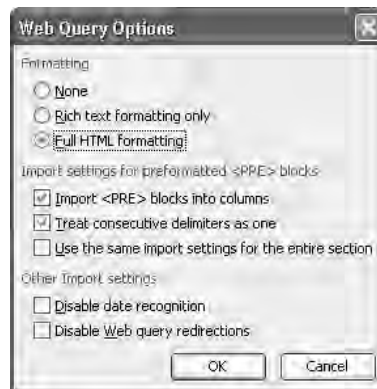 Web Query Options
Formatting
None
Rich text formatting only
Full HTML formatting
Import settings for preformatted <PRE> blocks
Import <PRE> blocks into columns
Treat consecutive delimiters as one
Use the same import settings for the entire section
Other Import settings
Disable date recognition
Disable Web query redirections
OK Cancel